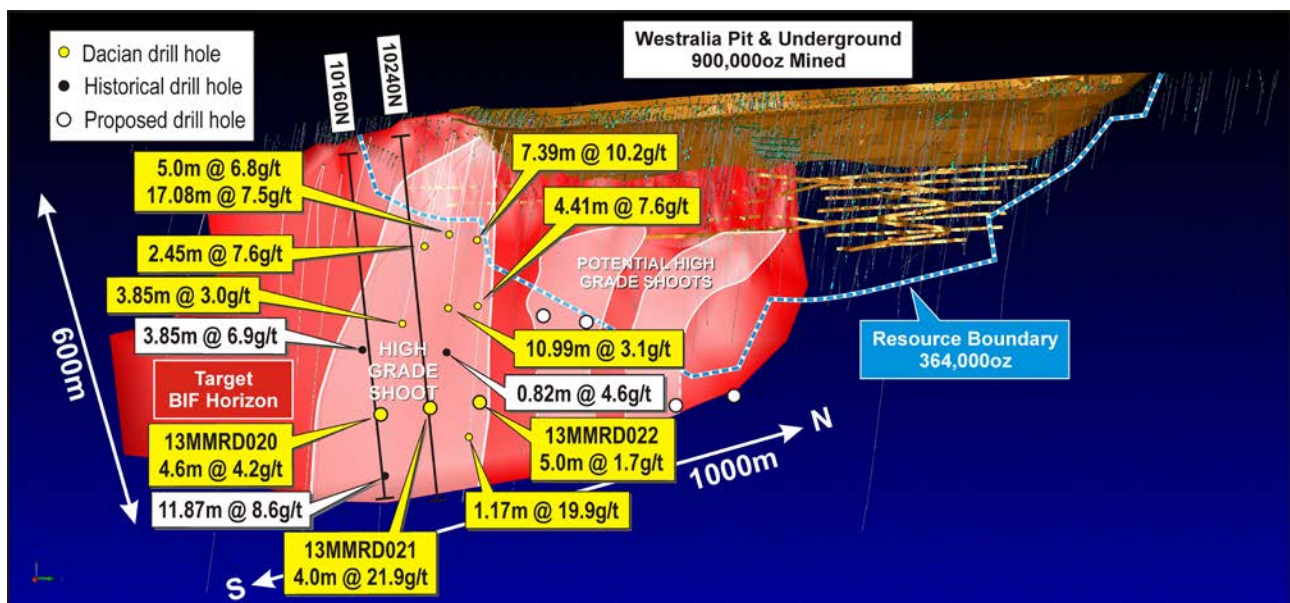 Dacian drill hole
Historical drill hole
Proposed drill hole
10160N
10240N
Westralia Pit & Underground
900,000oz Mined
5.0m @ 6.8g/t
17.08m @ 7.5g/t
7.39m @ 10.2g/t
4.41m @ 7.6g/t
2.45m @ 7.6g/t
POTENTIAL HIGH
GRADE SHOOTS
3.85m @ 3.0g/t
3.85m @ 6.9g/t
10.99m @ 3.1g/t
Resource Boundary
364,000oz
600m
HIGH
GRADE
SHOOT
Target
BIF Horizon
0.82m @ 4.6g/t
13MMRD020
4.6m @ 4.2g/t
13MMRD022
5.0m @ 1.7g/t
N
1000m
11.87m @ 8.6g/t
1.17m @ 19.9g/t
13MMRD021
4.0m @ 21.9g/t
S